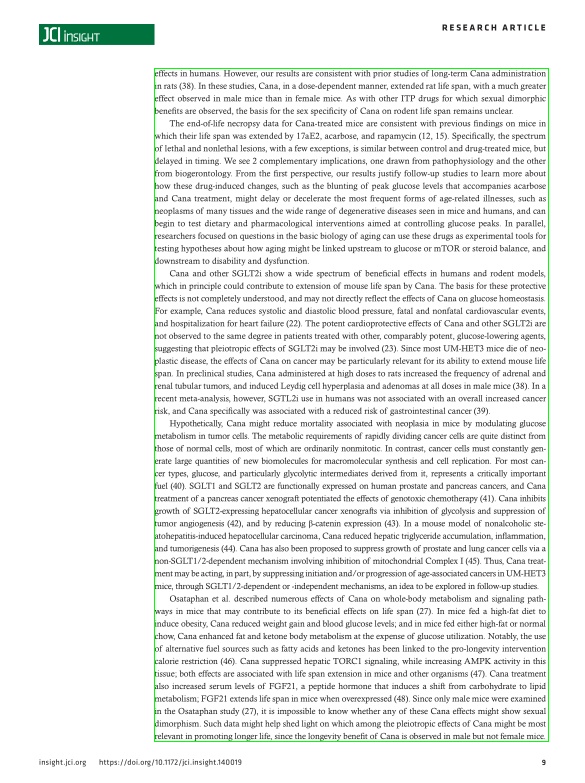 JCI INSIGHT
RESEARCH ARTICLE
effects in humans. However, our results are consistent with prior studies of long-term Cana administration
in rats (38). In these studies, Cana, in a dose-dependent manner, extended rat life span, with a much greater
effect observed in male mice than in female mice. As with other ITP drugs for which sexual dimorphic
benefits are observed, the basis for the sex specificity of Cana on rodent life span remains unclear.
The end-of-life necropsy data for Cana-treated mice are consistent with previous findings on mice in
which their life span was extended by 17aE2, acarbose, and rapamycin (12, 15). Specifically, the spectrum
of lethal and nonlethal lesions, with a few exceptions, is similar between control and drug-treated mice, but
delayed in timing. We see 2 complementary implications, one drawn from pathophysiology and the other
from biogerontology. From the first perspective, our results justify follow-up studies to learn more about
how these drug-induced changes, such as the blunting of peak glucose levels that accompanies acarbose
and Cana treatment, might delay or decelerate the most frequent forms of age-related illnesses, such as
neoplasms of many tissues and the wide range of degenerative diseases seen in mice and humans, and can
begin to test dietary and pharmacological interventions aimed at controlling glucose peaks. In parallel,
researchers focused on questions in the basic biology of aging can use these drugs as experimental tools for
testing hypotheses about how aging might be linked upstream to glucose or mTOR or steroid balance, and
downstream to disability and dysfunction.
Cana and other SGLT2i show a wide spectrum of beneficial effects in humans and rodent models,
which in principle could contribute to extension of mouse life span by Cana. The basis for these protective
effects is not completely understood, and may not directly reflect the effects of Cana on glucose homeostasis.
For example, Cana reduces systolic and diastolic blood pressure, fatal and nonfatal cardiovascular events,
and hospitalization for heart failure (22). The potent cardioprotective effects of Cana and other SGLT2i are
not observed to the same degree in patients treated with other, comparably potent, glucose-lowering agents,
suggesting that pleiotropic effects of SGLT2i may be involved (23). Since most UM-HET3 mice die of neo-
plastic disease, the effects of Cana on cancer may be particularly relevant for its ability to extend mouse life
span. In preclinical studies, Cana administered at high doses to rats increased the frequency of adrenal and
renal tubular tumors, and induced Leydig cell hyperplasia and adenomas at all doses in male mice (38). In a
recent meta-analysis, however, SGTL2i use in humans was not associated with an overall increased cancer
risk, and Cana specifically was associated with a reduced risk of gastrointestinal cancer (39).
Hypothetically, Cana might reduce mortality associated with neoplasia in mice by modulating glucose
metabolism in tumor cells. The metabolic requirements of rapidly dividing cancer cells are quite distinct from
those of normal cells, most of which are ordinarily nonmitotic. In contrast, cancer cells must constantly gen-
erate large quantities of new biomolecules for macromolecular synthesis and cell replication. For most can-
cer types, glucose, and particularly glycolytic intermediates derived from it, represents a critically important
fuel (40). SGLT1 and SGLT2 are functionally expressed on human prostate and pancreas cancers, and Cana
treatment of a pancreas cancer xenograft potentiated the effects of genotoxic chemotherapy (41). Cana inhibits
growth of SGLT2-expressing hepatocellular cancer xenografts via inhibition of glycolysis and suppression of
tumor angiogenesis (42), and by reducing β-catenin expression (43). In a mouse model of nonalcoholic ste-
atohepatitis-induced hepatocellular carcinoma, Cana reduced hepatic triglyceride accumulation, inflammation,
and tumorigenesis (44). Cana has also been proposed to suppress growth of prostate and lung cancer cells via a
non-SGLT1/2-dependent mechanism involving inhibition of mitochondrial Complex I (45). Thus, Cana treat-
ment may be acting, in part, by suppressing initiation and/or progression of age-associated cancers in UM-HET3
mice, through SGLT1/2-dependent or -independent mechanisms, an idea to be explored in follow-up studies.
Osataphan et al. described numerous effects of Cana on whole-body metabolism and signaling path-
ways in mice that may contribute to its beneficial effects on life span (27). In mice fed a high-fat diet to
induce obesity, Cana reduced weight gain and blood glucose levels; and in mice fed either high-fat or normal
chow, Cana enhanced fat and ketone body metabolism at the expense of glucose utilization. Notably, the use
of alternative fuel sources such as fatty acids and ketones has been linked to the pro-longevity intervention
calorie restriction (46). Cana suppressed hepatic TORC1 signaling, while increasing AMPK activity in this
tissue; both effects are associated with life span extension in mice and other organisms (47). Cana treatment
also increased serum levels of FGF21, a peptide hormone that induces a shift from carbohydrate to lipid
metabolism; FGF21 extends life span in mice when overexpressed (48). Since only male mice were examined
in the Osataphan study (27), it is impossible to know whether any of these Cana effects might show sexual
dimorphism. Such data might help shed light on which among the pleiotropic effects of Cana might be most
relevant in promoting longer life, since the longevity benefit of Cana is observed in male but not female mice.
insight.jci.org https://doi.org/10.1172/jci.insight.140019
9